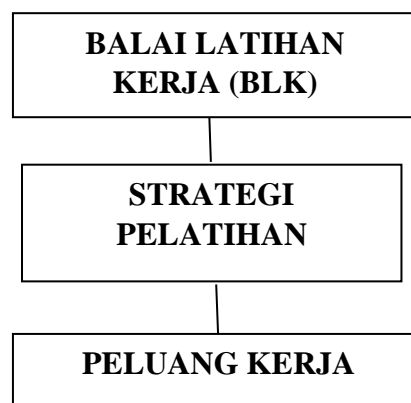 BALAI LATIHAN
KERJA (BLK)
STRATEGI
PELATIHAN
PELUANG KERJA